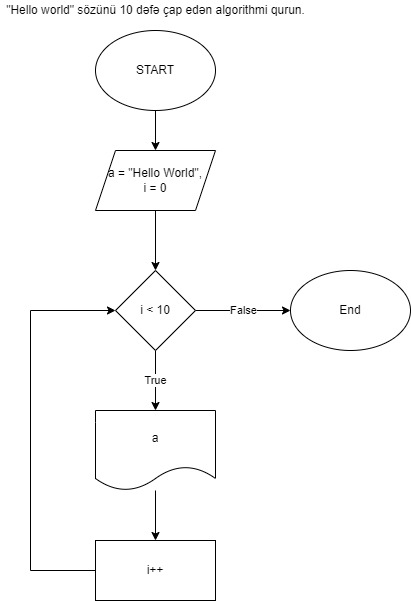 "Hello world" sözünü 10 dəfə çap edən algorithmi qurun.
START
a = "Hello World",
i = 0
i < 10
False
End
True
a
i++